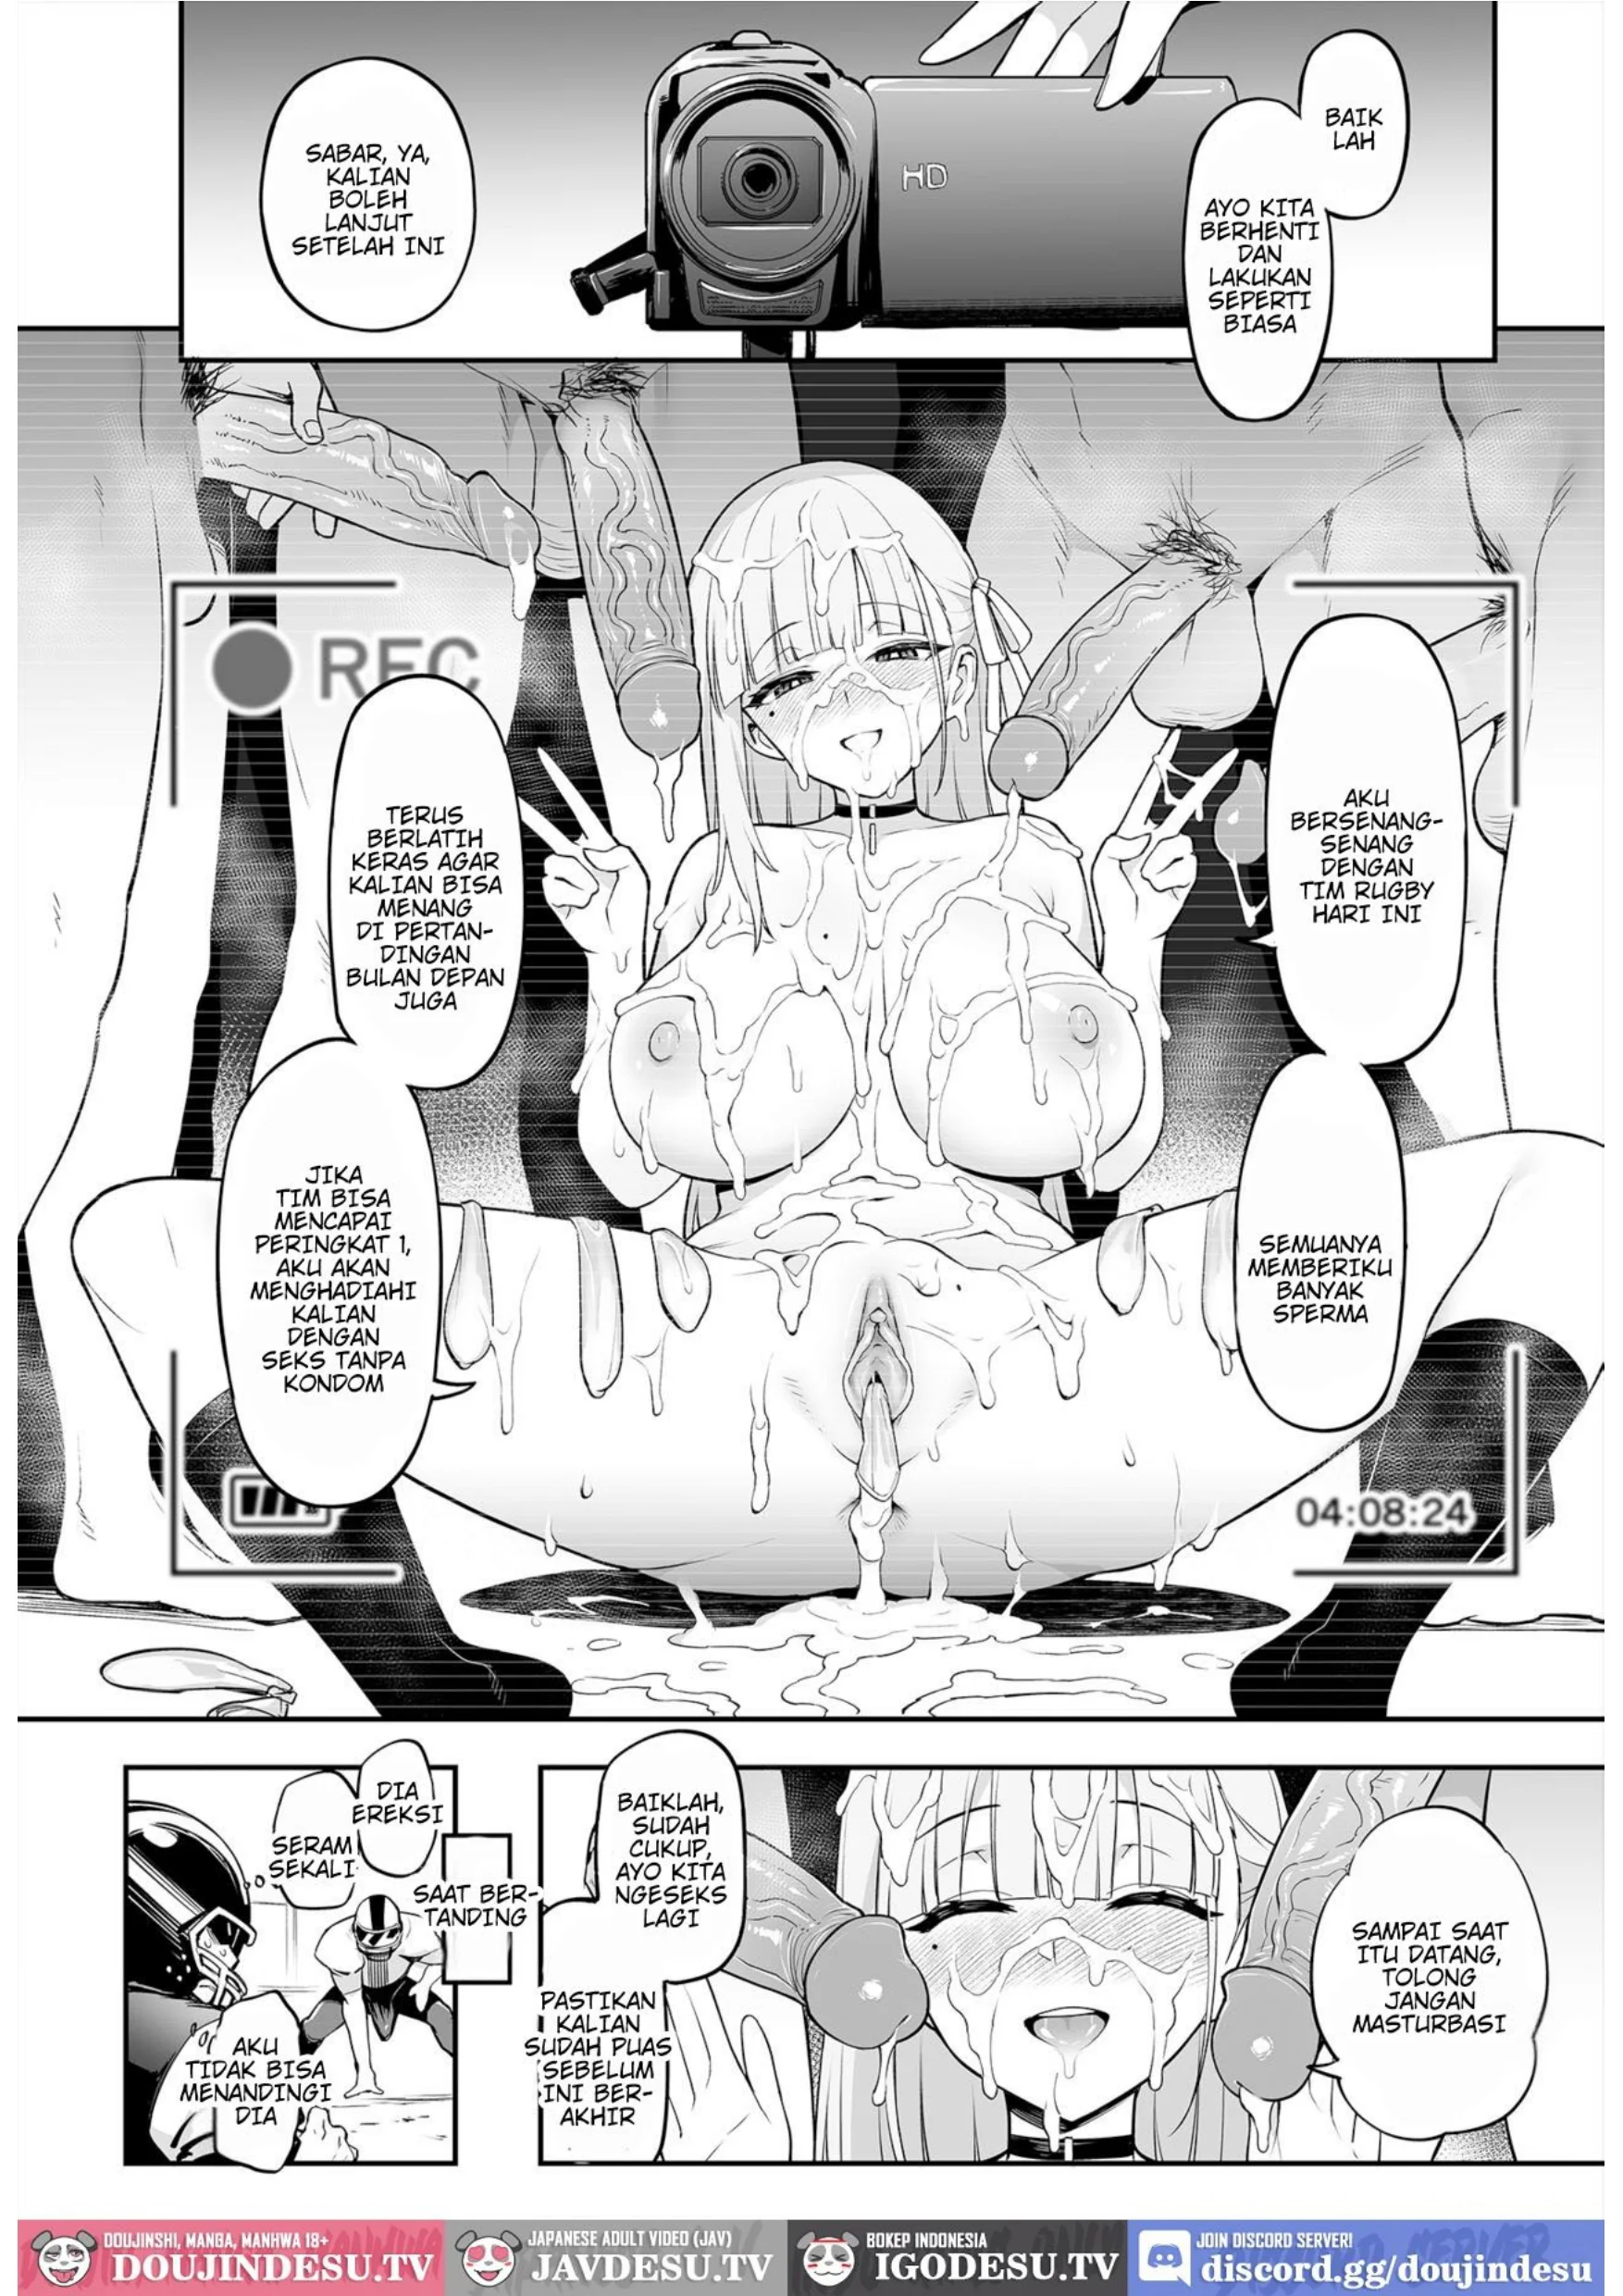 BAIK
LAH
AYO KITA
BERHENTI
DAN
LAKUKAN
SEPERTI
BIASA
HD
SABAR, YA,
KALIAN
BOLEH
LANJUT
SETELAH INI
REC
AKU
BERSENANG-
SENANG
DENGAN
TIM RUGBY
HARI INI
SEMUANYA
MEMBERIKU
BANYAK
SPERMA
TERUS
BERLATIH
KERAS AGAR
KALIAN BISA
MENANG
DI PERTAN-
DINGAN
BULAN DEPAN
JUGA
JIKA
TIM BISA
MENCAPAI
PERINGKAT 1,
AKU AKAN
MENGHADIAHI
KALIAN
DENGAN
SEKS TANPA
KONDOM
04:08:24
SAMPAI SAAT
ITU DATANG,
TOLONG
JANGAN
MASTURBASI
BAIKLAH,
SUDAH
CUKUP,
AYO KITA
NGESEKS
LAGI
PASTIKAN
KALIAN
SUDAH PUAS
SEBELUM
INI BER-
AKHIR
SAAT BER-
TANDING
DIA
EREKSI
SERAM
SEKALI
AKU
TIDAK BISA
MENANDINGI
DIA
DOUJINSHI, MANGA, MANHWA 18+
DOUJINDESU.TV
JAPANESE ADULT VIDEO (JAV)
JAVDESU.TV
BOKEP INDONESIA
IGODESU.TV
JOIN DISCORD SERVER!
discord.gg/doujindesu